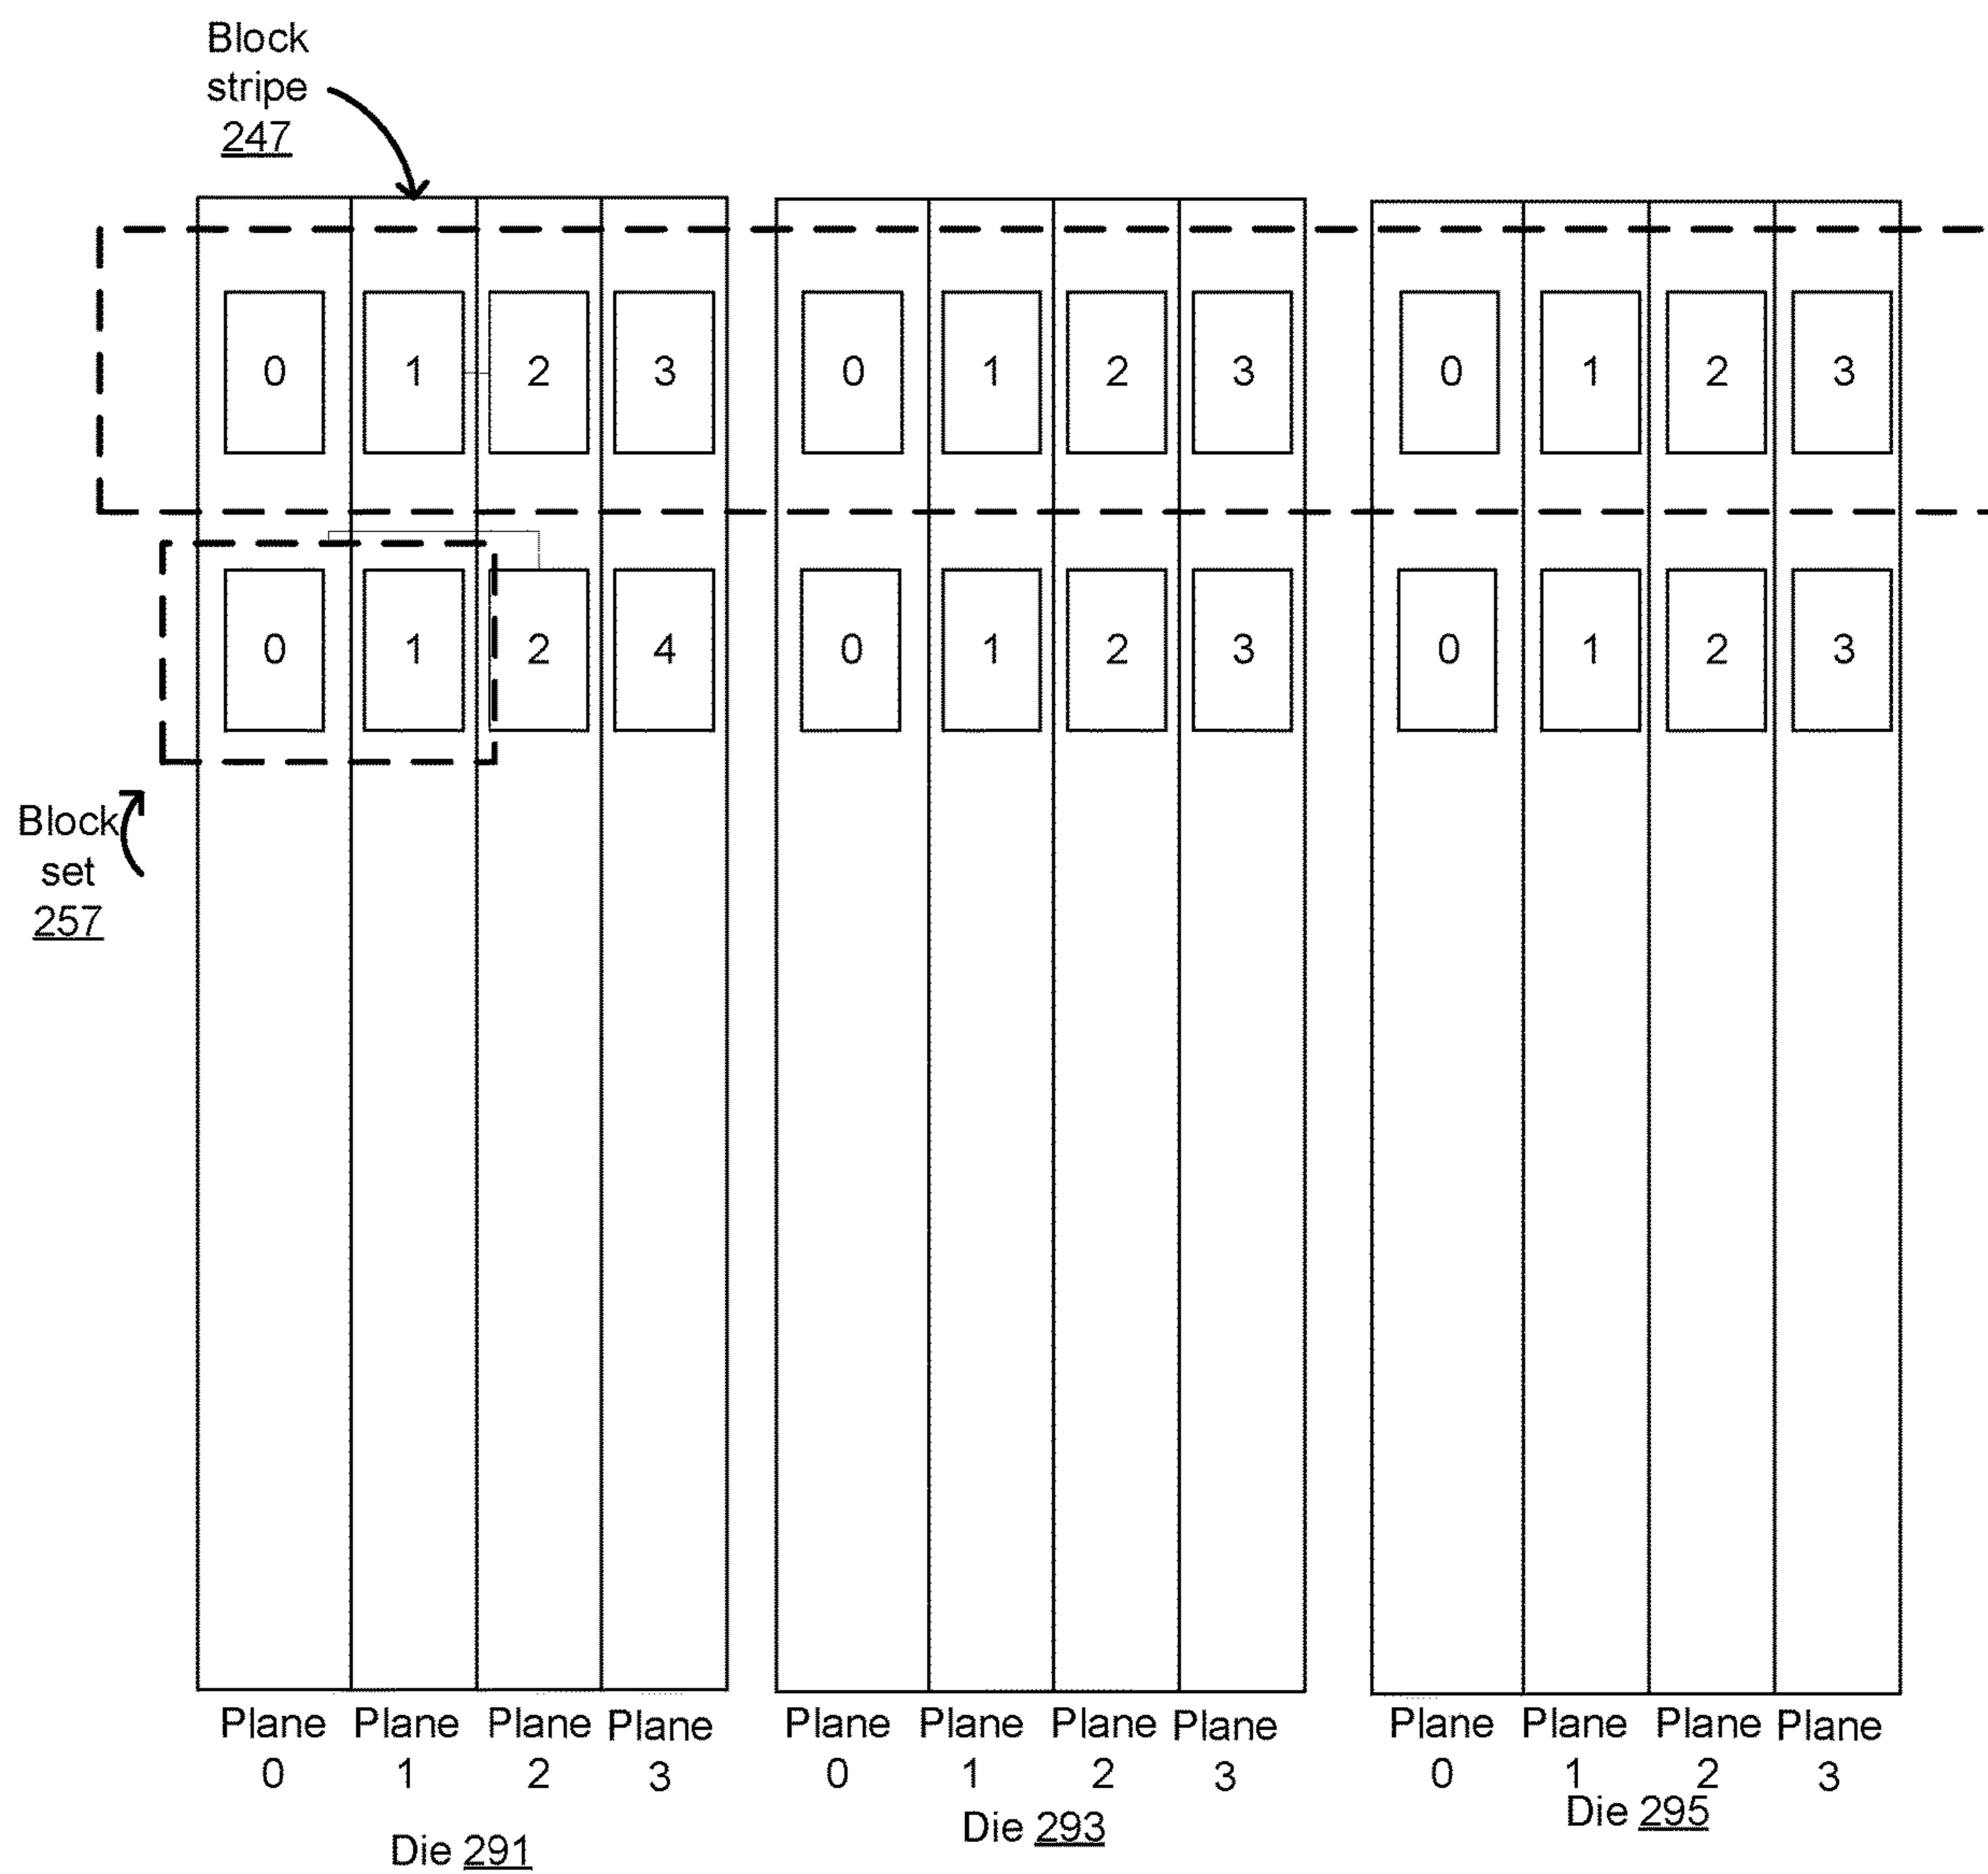 Block
stripe
247
0 1 2 3 0 1 2 3 0 1 2 3
0 1 2 4 0 1 2 3 0 1 2 3
Block
set
257
Plane Plane Plane Plane Plane Plane Plane Plane Plane Plane Plane Plane
0 1 2 3 0 1 2 3 0 1 2 3
Die 291 Die 293 Die 295